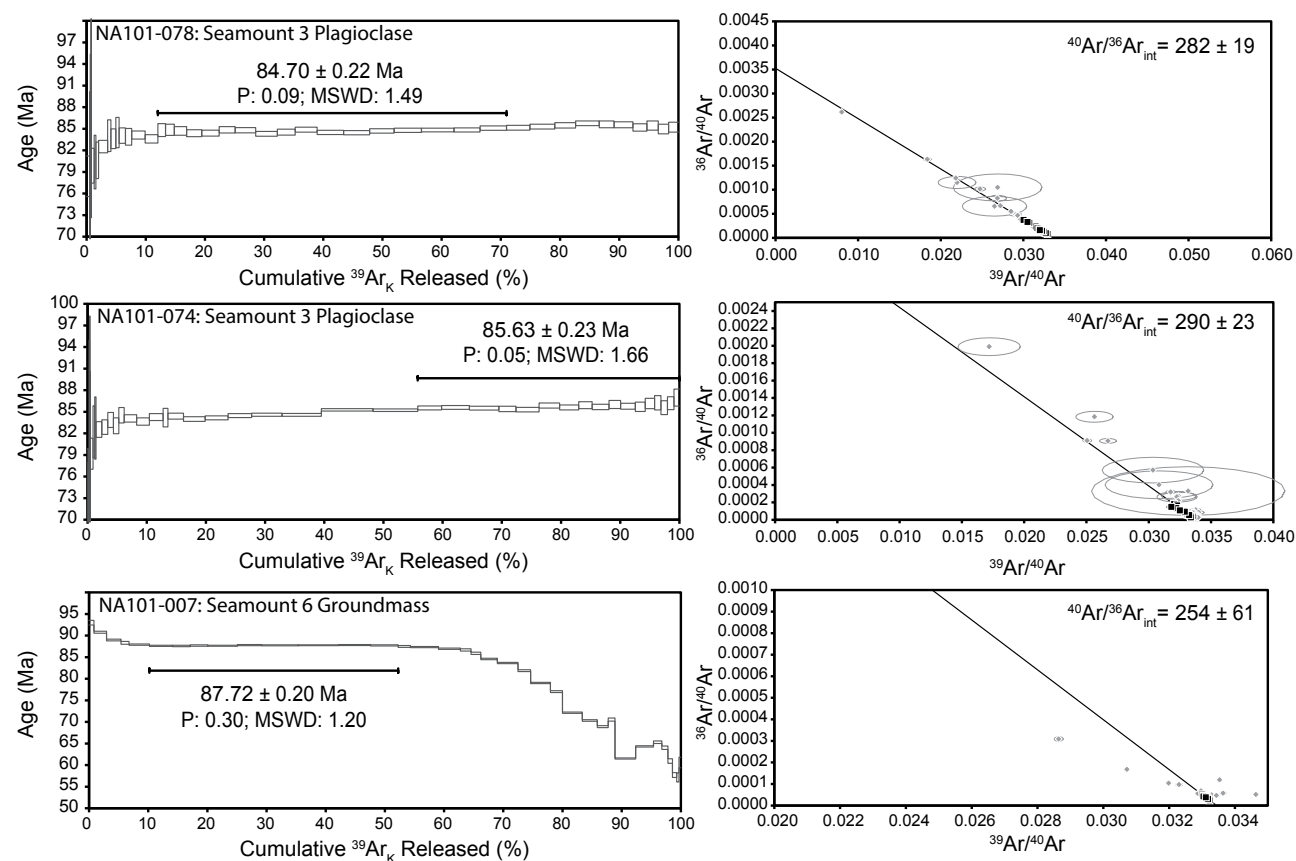 NA101-078: Seamount 3 Plagioclase
84.70 ± 0.22 Ma
P: 0.09; MSWD: 1.49
Age (Ma)
97
94
91
88
85
82
79
76
73
70
0 10 20 30 40 50 60 70 80 90 100
Cumulative ³⁹Ar_K Released (%)
⁴⁰Ar/³⁶Ar_int = 282 ± 19
³⁶Ar/⁴⁰Ar
0.0045
0.0040
0.0035
0.0030
0.0025
0.0020
0.0015
0.0010
0.0005
0.0000
0.000 0.010 0.020 0.030 0.040 0.050 0.060
³⁹Ar/⁴⁰Ar
NA101-074: Seamount 3 Plagioclase
85.63 ± 0.23 Ma
P: 0.05; MSWD: 1.66
Age (Ma)
100
97
94
91
88
85
82
79
76
73
70
0 10 20 30 40 50 60 70 80 90 100
Cumulative ³⁹Ar_K Released (%)
⁴⁰Ar/³⁶Ar_int = 290 ± 23
³⁶Ar/⁴⁰Ar
0.0024
0.0022
0.0020
0.0018
0.0016
0.0014
0.0012
0.0010
0.0008
0.0006
0.0004
0.0002
0.0000
0.000 0.005 0.010 0.015 0.020 0.025 0.030 0.035 0.040
³⁹Ar/⁴⁰Ar
NA101-007: Seamount 6 Groundmass
87.72 ± 0.20 Ma
P: 0.30; MSWD: 1.20
Age (Ma)
95
90
85
80
75
70
65
60
55
50
0 10 20 30 40 50 60 70 80 90 100
Cumulative ³⁹Ar_K Released (%)
⁴⁰Ar/³⁶Ar_int = 254 ± 61
³⁶Ar/⁴⁰Ar
0.0010
0.0009
0.0008
0.0007
0.0006
0.0005
0.0004
0.0003
0.0002
0.0001
0.0000
0.020 0.022 0.024 0.026 0.028 0.030 0.032 0.034
³⁹Ar/⁴⁰Ar